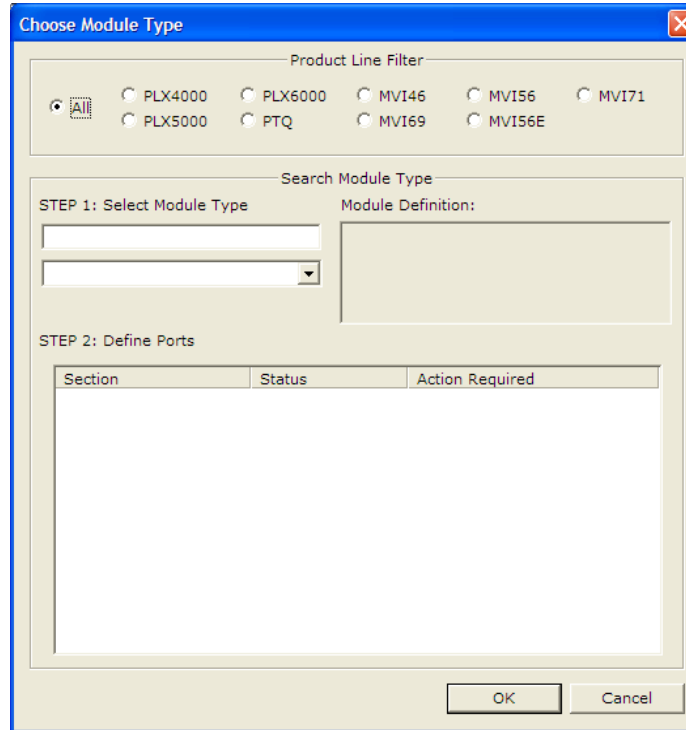 Choose Module Type
Product Line Filter
All PLX4000 PLX6000 MVI46 MVI56 MVI71
PLX5000 PTQ MVI69 MVI56E
Search Module Type
STEP 1: Select Module Type Module Definition:
STEP 2: Define Ports
Section Status Action Required
OK Cancel